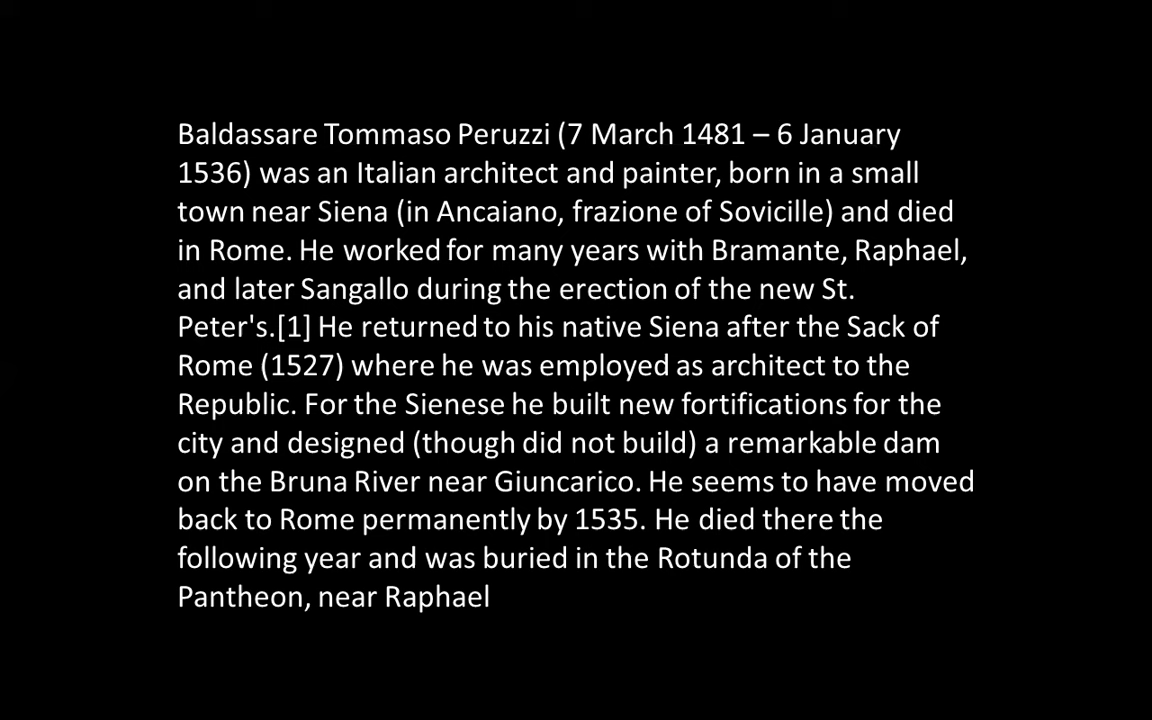 Baldassare Tommaso Peruzzi (7 March 1481 – 6 January
1536) was an Italian architect and painter, born in a small
town near Siena (in Ancaiano, frazione of Sovicille) and died
in Rome. He worked for many years with Bramante, Raphael,
and later Sangallo during the erection of the new St.
Peter's.[1] He returned to his native Siena after the Sack of
Rome (1527) where he was employed as architect to the
Republic. For the Sienese he built new fortifications for the
city and designed (though did not build) a remarkable dam
on the Bruna River near Giuncarico. He seems to have moved
back to Rome permanently by 1535. He died there the
following year and was buried in the Rotunda of the
Pantheon, near Raphael